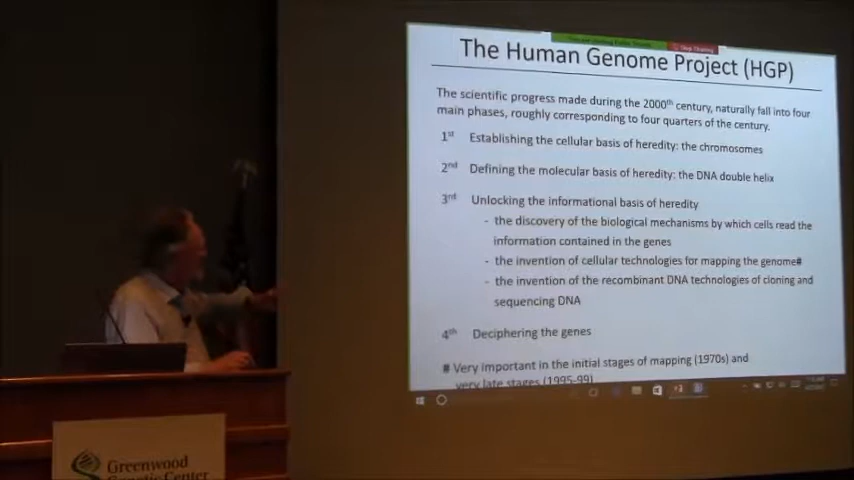 The Human Genome Project (HGP)
The scientific progress made during the 2000th century, naturally fall into four
main phases, roughly corresponding to four quarters of the century.
1st Establishing the cellular basis of heredity: the chromosomes
2nd Defining the molecular basis of heredity: the DNA double helix
3rd Unlocking the informational basis of heredity
- the discovery of the biological mechanisms by which cells read the
information contained in the genes
- the invention of cellular technologies for mapping the genome#
- the invention of the recombinant DNA technologies of cloning and
sequencing DNA
4th Deciphering the genes
# Very important in the initial stages of mapping (1970s) and
very late stages (1995-99)
Greenwood
Genetic Center